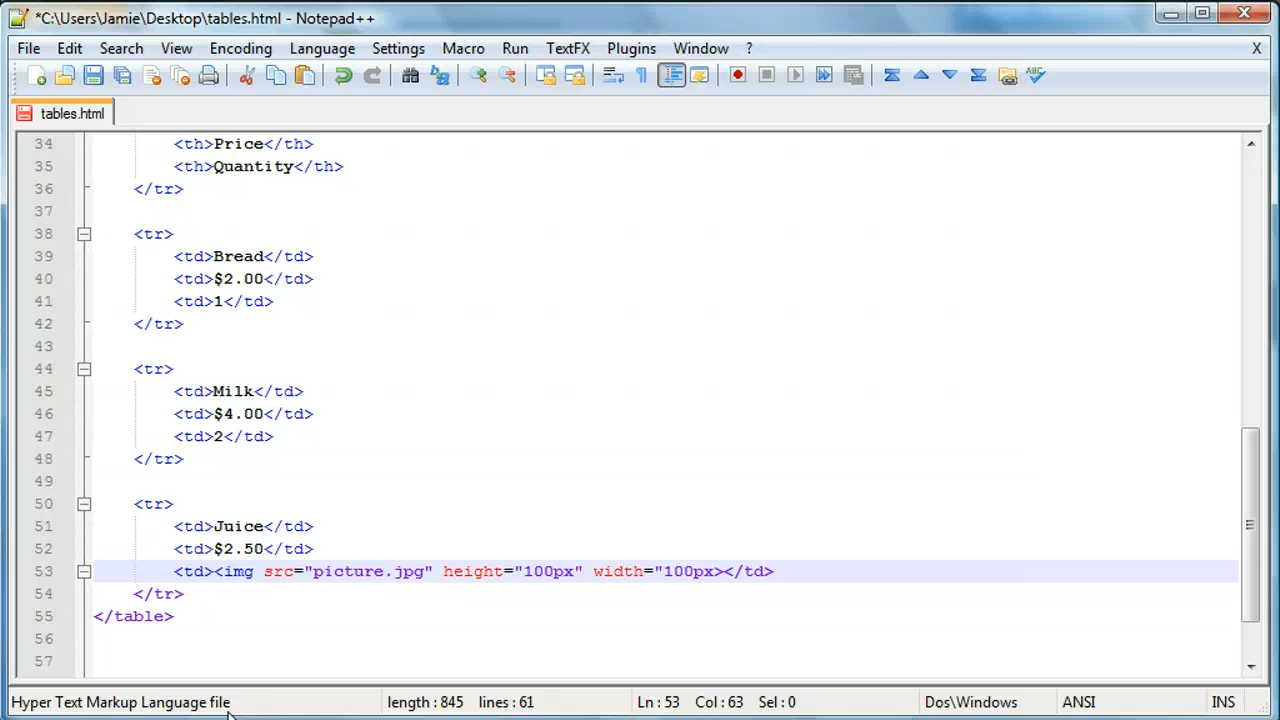 *C:\Users\Jamie\Desktop\tables.html - Notepad++
File Edit Search View Encoding Language Settings Macro Run TextFX Plugins Window ? X
ABC
tables.html
34 <th>Price</th>
35 <th>Quantity</th>
36 </tr>
37
38 <tr>
39 <td>Bread</td>
40 <td>$2.00</td>
41 <td>1</td>
42 </tr>
43
44 <tr>
45 <td>Milk</td>
46 <td>$4.00</td>
47 <td>2</td>
48 </tr>
49
50 <tr>
51 <td>Juice</td>
52 <td>$2.50</td>
53 <td><img src="picture.jpg" height="100px" width="100px></td>
54 </tr>
55 </table>
56
57
Hyper Text Markup Language file length : 845 lines : 61 Ln : 53 Col : 63 Sel : 0 Dos\Windows ANSI INS